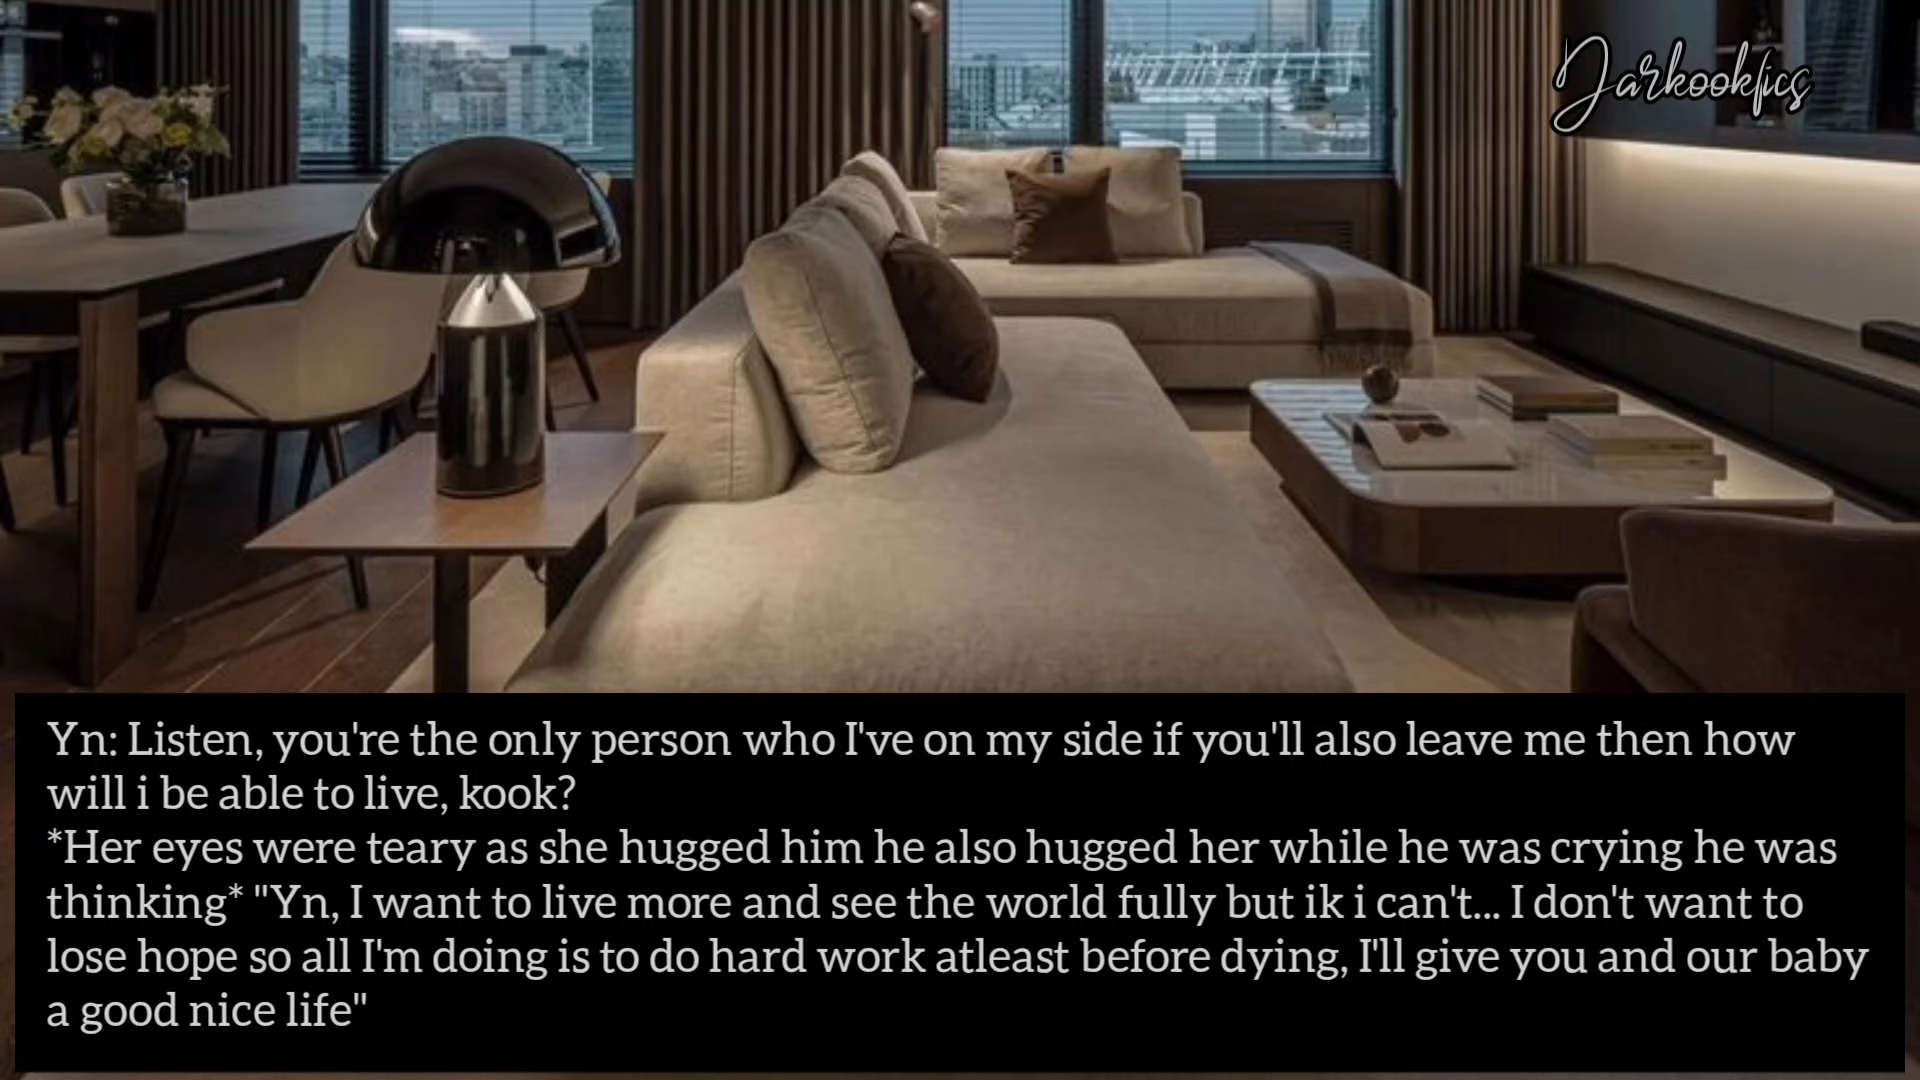 Jarkookfics
Yn: Listen, you're the only person who I've on my side if you'll also leave me then how
will i be able to live, kook?
*Her eyes were teary as she hugged him he also hugged her while he was crying he was
thinking* "Yn, I want to live more and see the world fully but ik i can't... I don't want to
lose hope so all I'm doing is to do hard work atleast before dying, I'll give you and our baby
a good nice life"